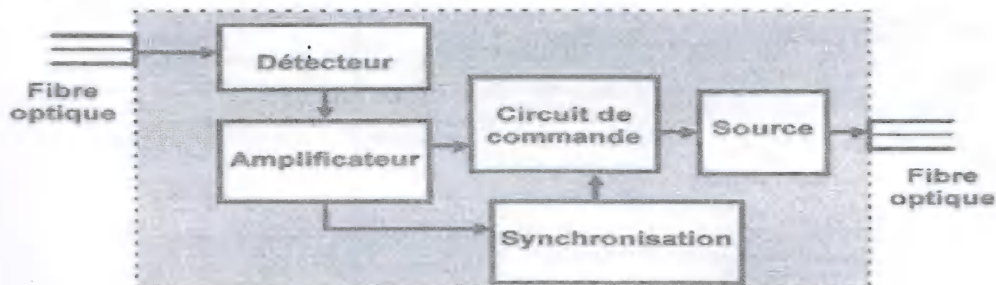 Fibre
optique
Détecteur
Amplificateur
Circuit de
commande
Source
Synchronisation
Fibre
optique